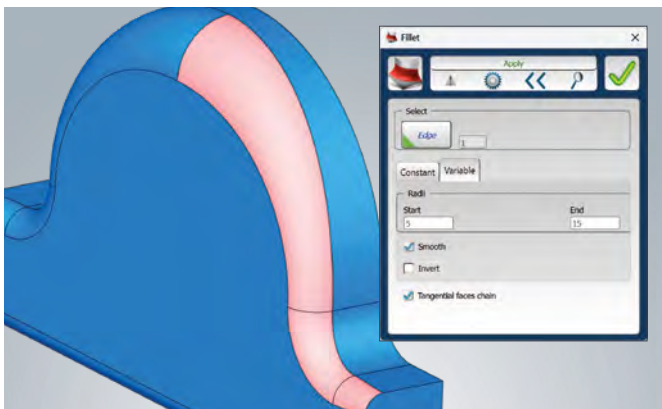 Fillet
Apply
Select
Edge
1
Constant Variable
Radii
Start End
5 15
Smooth
Invert
Tangential faces chain